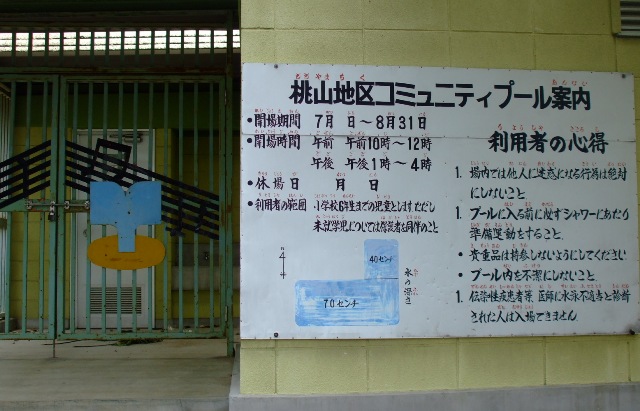 桃山地区コミュニティプール案内
・開場期間 7月 日〜8月31日
・開場時間 午前 午前10時〜12時
午後 午後1時〜4時
・休場日 月 日
・利用者の範囲 小学校6年生までの児童とします ただし
未就学児については保護者を同伴のこと
40センチ
70センチ
水の深さ
利用者の心得
1. 場内では他人に迷惑になる行為は絶対
にしないこと
1. プールに入る前に必ずシャワーにあたり
準備運動をすること.
・貴重品は持参しないようにしてください
・プール内を不潔にしないこと
1. 伝染性疾患者等 医師に水泳不適当と診断
された人は入場できません